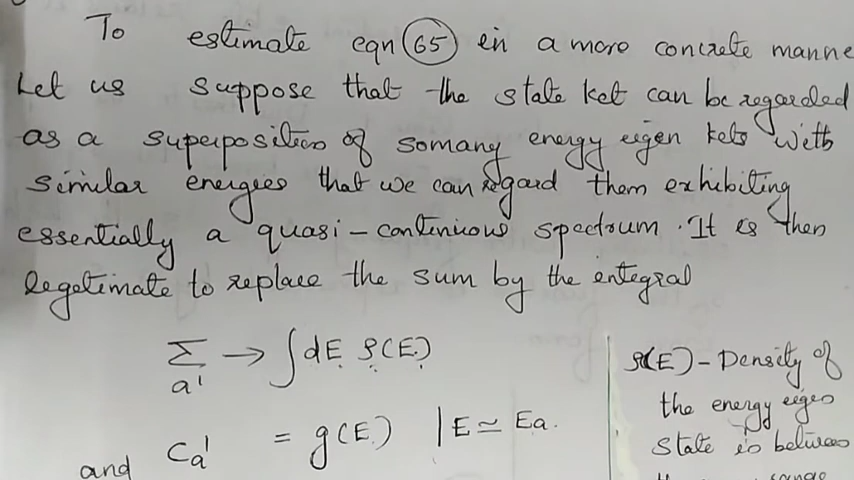 To estimate eqn (65) in a more concrete manne
Let us suppose that the state ket can be regarded
as a superposition of somany energy eigen kets with
similar energies that we can regard them exhibiting
essentially a quasi-continuous spectrum. It is then
legetimate to replace the sum by the integral
Σ_a' → ∫dE ρ(E)
and C_a' = g(E) | E ≃ Ea.
ρ(E) - Density of
the energy eigen
state is between